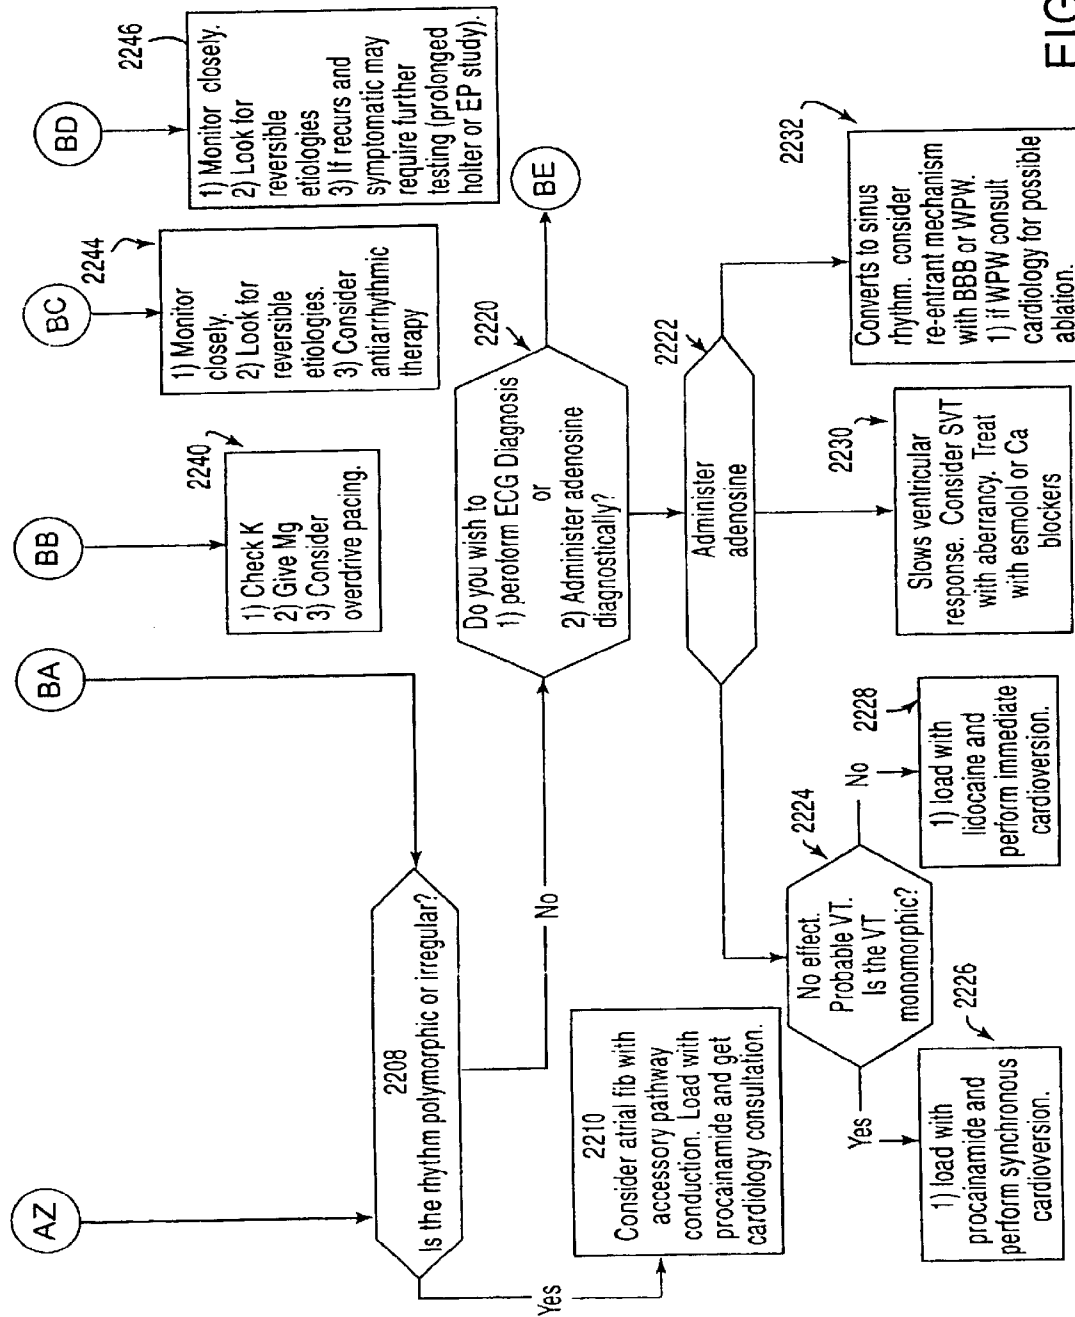 AZ
BA
BB
BC
BD
2208
Is the rhythm polymorphic or irregular?
2240
1) Check K
2) Give Mg
3) Consider
overdrive pacing.
2244
1) Monitor
closely.
2) Look for
reversible
etiologies.
3) Consider
antiarrhythmic
therapy
2246
1) Monitor closely.
2) Look for
reversible
etiologies
3) If recurs and
symptomatic may
require further
testing (prolonged
holter or EP study).
Yes
No
2210
Consider atrial fib with
accessory pathway
conduction. Load with
procainamide and get
cardiology consultation.
2220
Do you wish to
1) peroform ECG Diagnosis
or
2) Administer adenosine
diagnostically?
BE
2222
Administer
adenosine
2224
No effect.
Probable VT.
Is the VT
monomorphic?
Yes
No
2226
1) load with
procainamide and
perform synchronous
cardioversion.
2228
1) load with
lidocaine and
perform immediate
cardioversion.
2230
Slows ventricular
response. Consider SVT
with aberrancy. Treat
with esmolol or Ca
blockers
2232
Converts to sinus
rhythm. consider
re-entrant mechanism
with BBB or WPW.
1) if WPW consult
cardiology for possible
ablation.
FIG